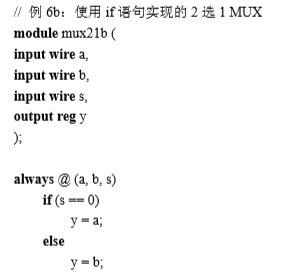 // 例 6b：使用 if 语句实现的 2 选 1 MUX
module mux21b (
input wire a,
input wire b,
input wire s,
output reg y
);
always @ (a, b, s)
if (s == 0)
y = a;
else
y = b;